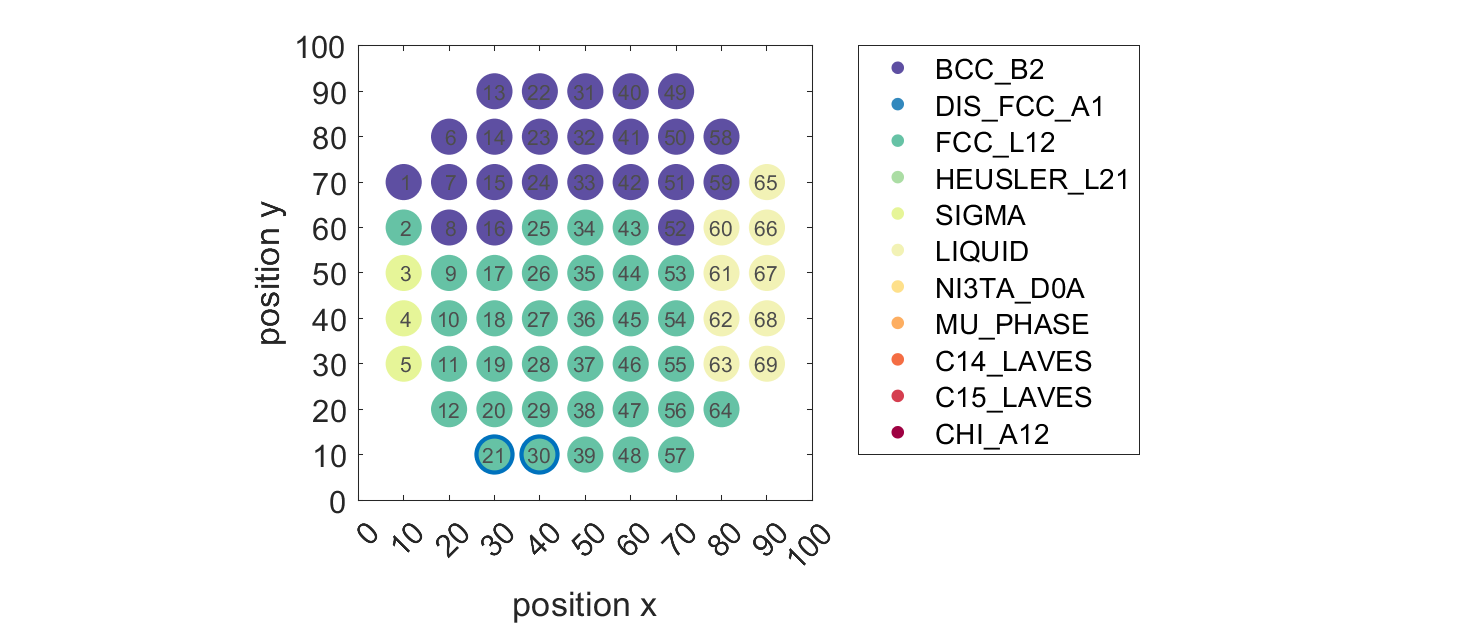 100
90
80
70
60
50
40
30
20
10
0
position y
13 22 31 40 49
6 14 23 32 41 50 58
1 7 15 24 33 42 51 59 65
2 8 16 25 34 43 52 60 66
3 9 17 26 35 44 53 61 67
4 10 18 27 36 45 54 62 68
5 11 19 28 37 46 55 63 69
12 20 29 38 47 56 64
21 30 39 48 57
0 10 20 30 40 50 60 70 80 90 100
position x
BCC_B2
DIS_FCC_A1
FCC_L12
HEUSLER_L21
SIGMA
LIQUID
NI3TA_D0A
MU_PHASE
C14_LAVES
C15_LAVES
CHI_A12